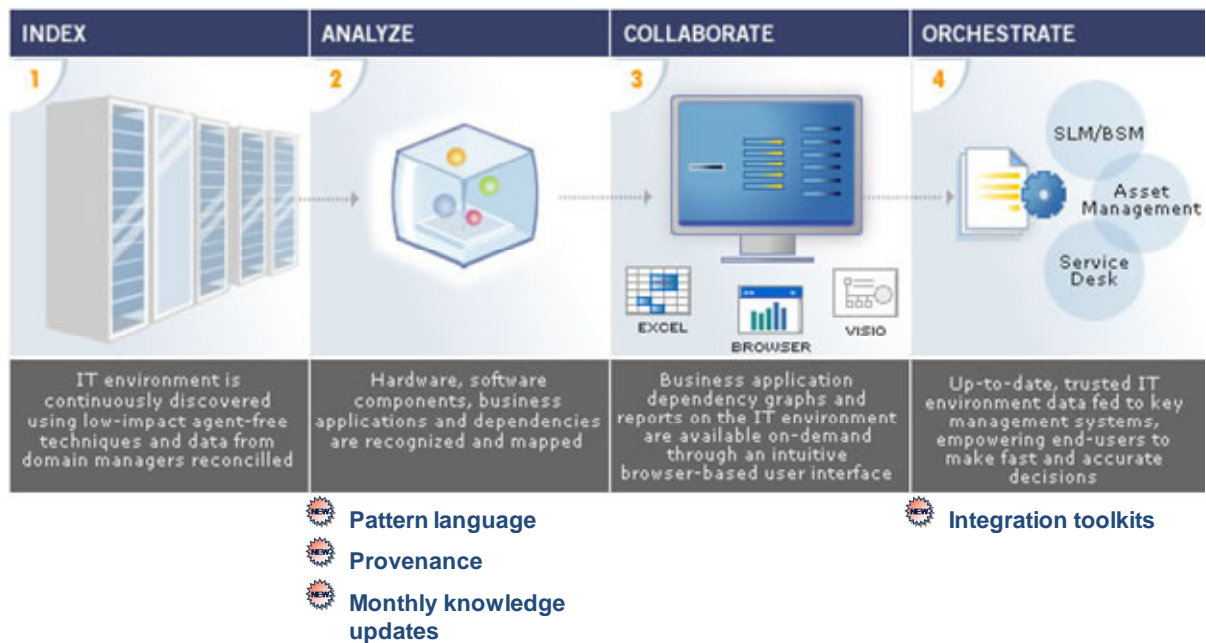 INDEX
ANALYZE
COLLABORATE
ORCHESTRATE
1
2
3
4
SLM/BSM
Asset
Management
Service
Desk
EXCEL
BROWSER
VISIO
IT environment is
continuously discovered
using low-impact agent-free
techniques and data from
domain managers reconcilled
Hardware, software
components, business
applications and dependencies
are recognized and mapped
Business application
dependency graphs and
reports on the IT environment
are available on-demand
through an intuitive
browser-based user interface
Up-to-date, trusted IT
environment data fed to key
management systems,
empowering end-users to
make fast and accurate
decisions
NEW Pattern language
NEW Provenance
NEW Monthly knowledge
updates
NEW Integration toolkits